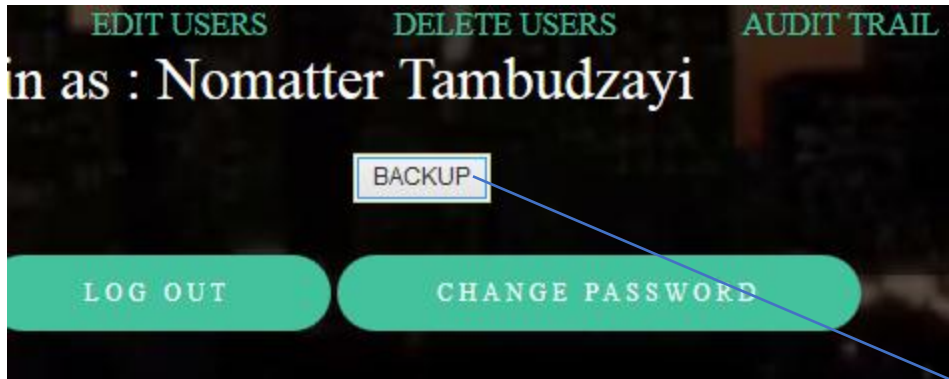 EDIT USERS DELETE USERS AUDIT TRAIL
in as : Nomatter Tambudzayi
BACKUP
LOG OUT CHANGE PASSWORD